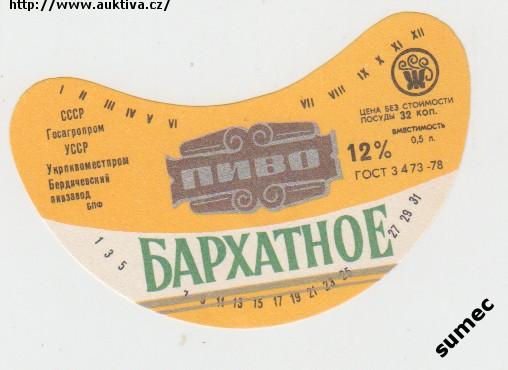 http://www.auktiva.cz/
I II III IV V VI VII VIII IX X XI XII
СССР
Госагропром
УССР
Укрпивоместпром
Бердичевский
пивзавод
БПФ
ПИВО
Ж
ЦЕНА БЕЗ СТОИМОСТИ
ПОСУДЫ 32 КОП.
ВМЕСТИМОСТЬ
0,5 л.
12%
ГОСТ 3473-78
БАРХАТНОЕ
1 3 5 7 9 11 13 15 17 19 21 23 25 27 29 31
sumec